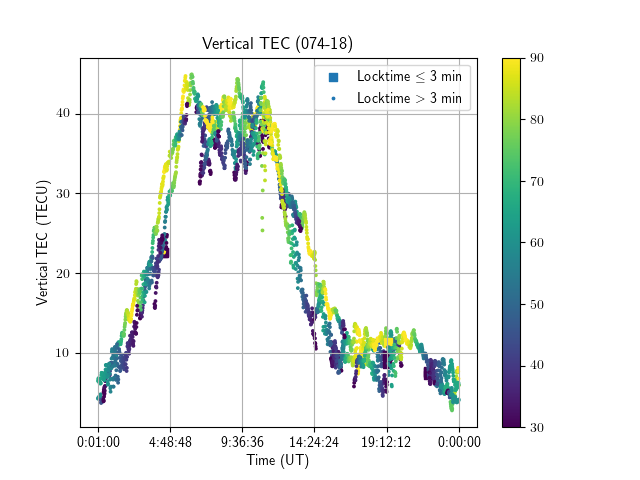 Vertical TEC (074-18)
Locktime ≤ 3 min
Locktime > 3 min
Vertical TEC (TECU)
40
30
20
10
0:01:00 4:48:48 9:36:36 14:24:24 19:12:12 0:00:00
Time (UT)
90
80
70
60
50
40
30